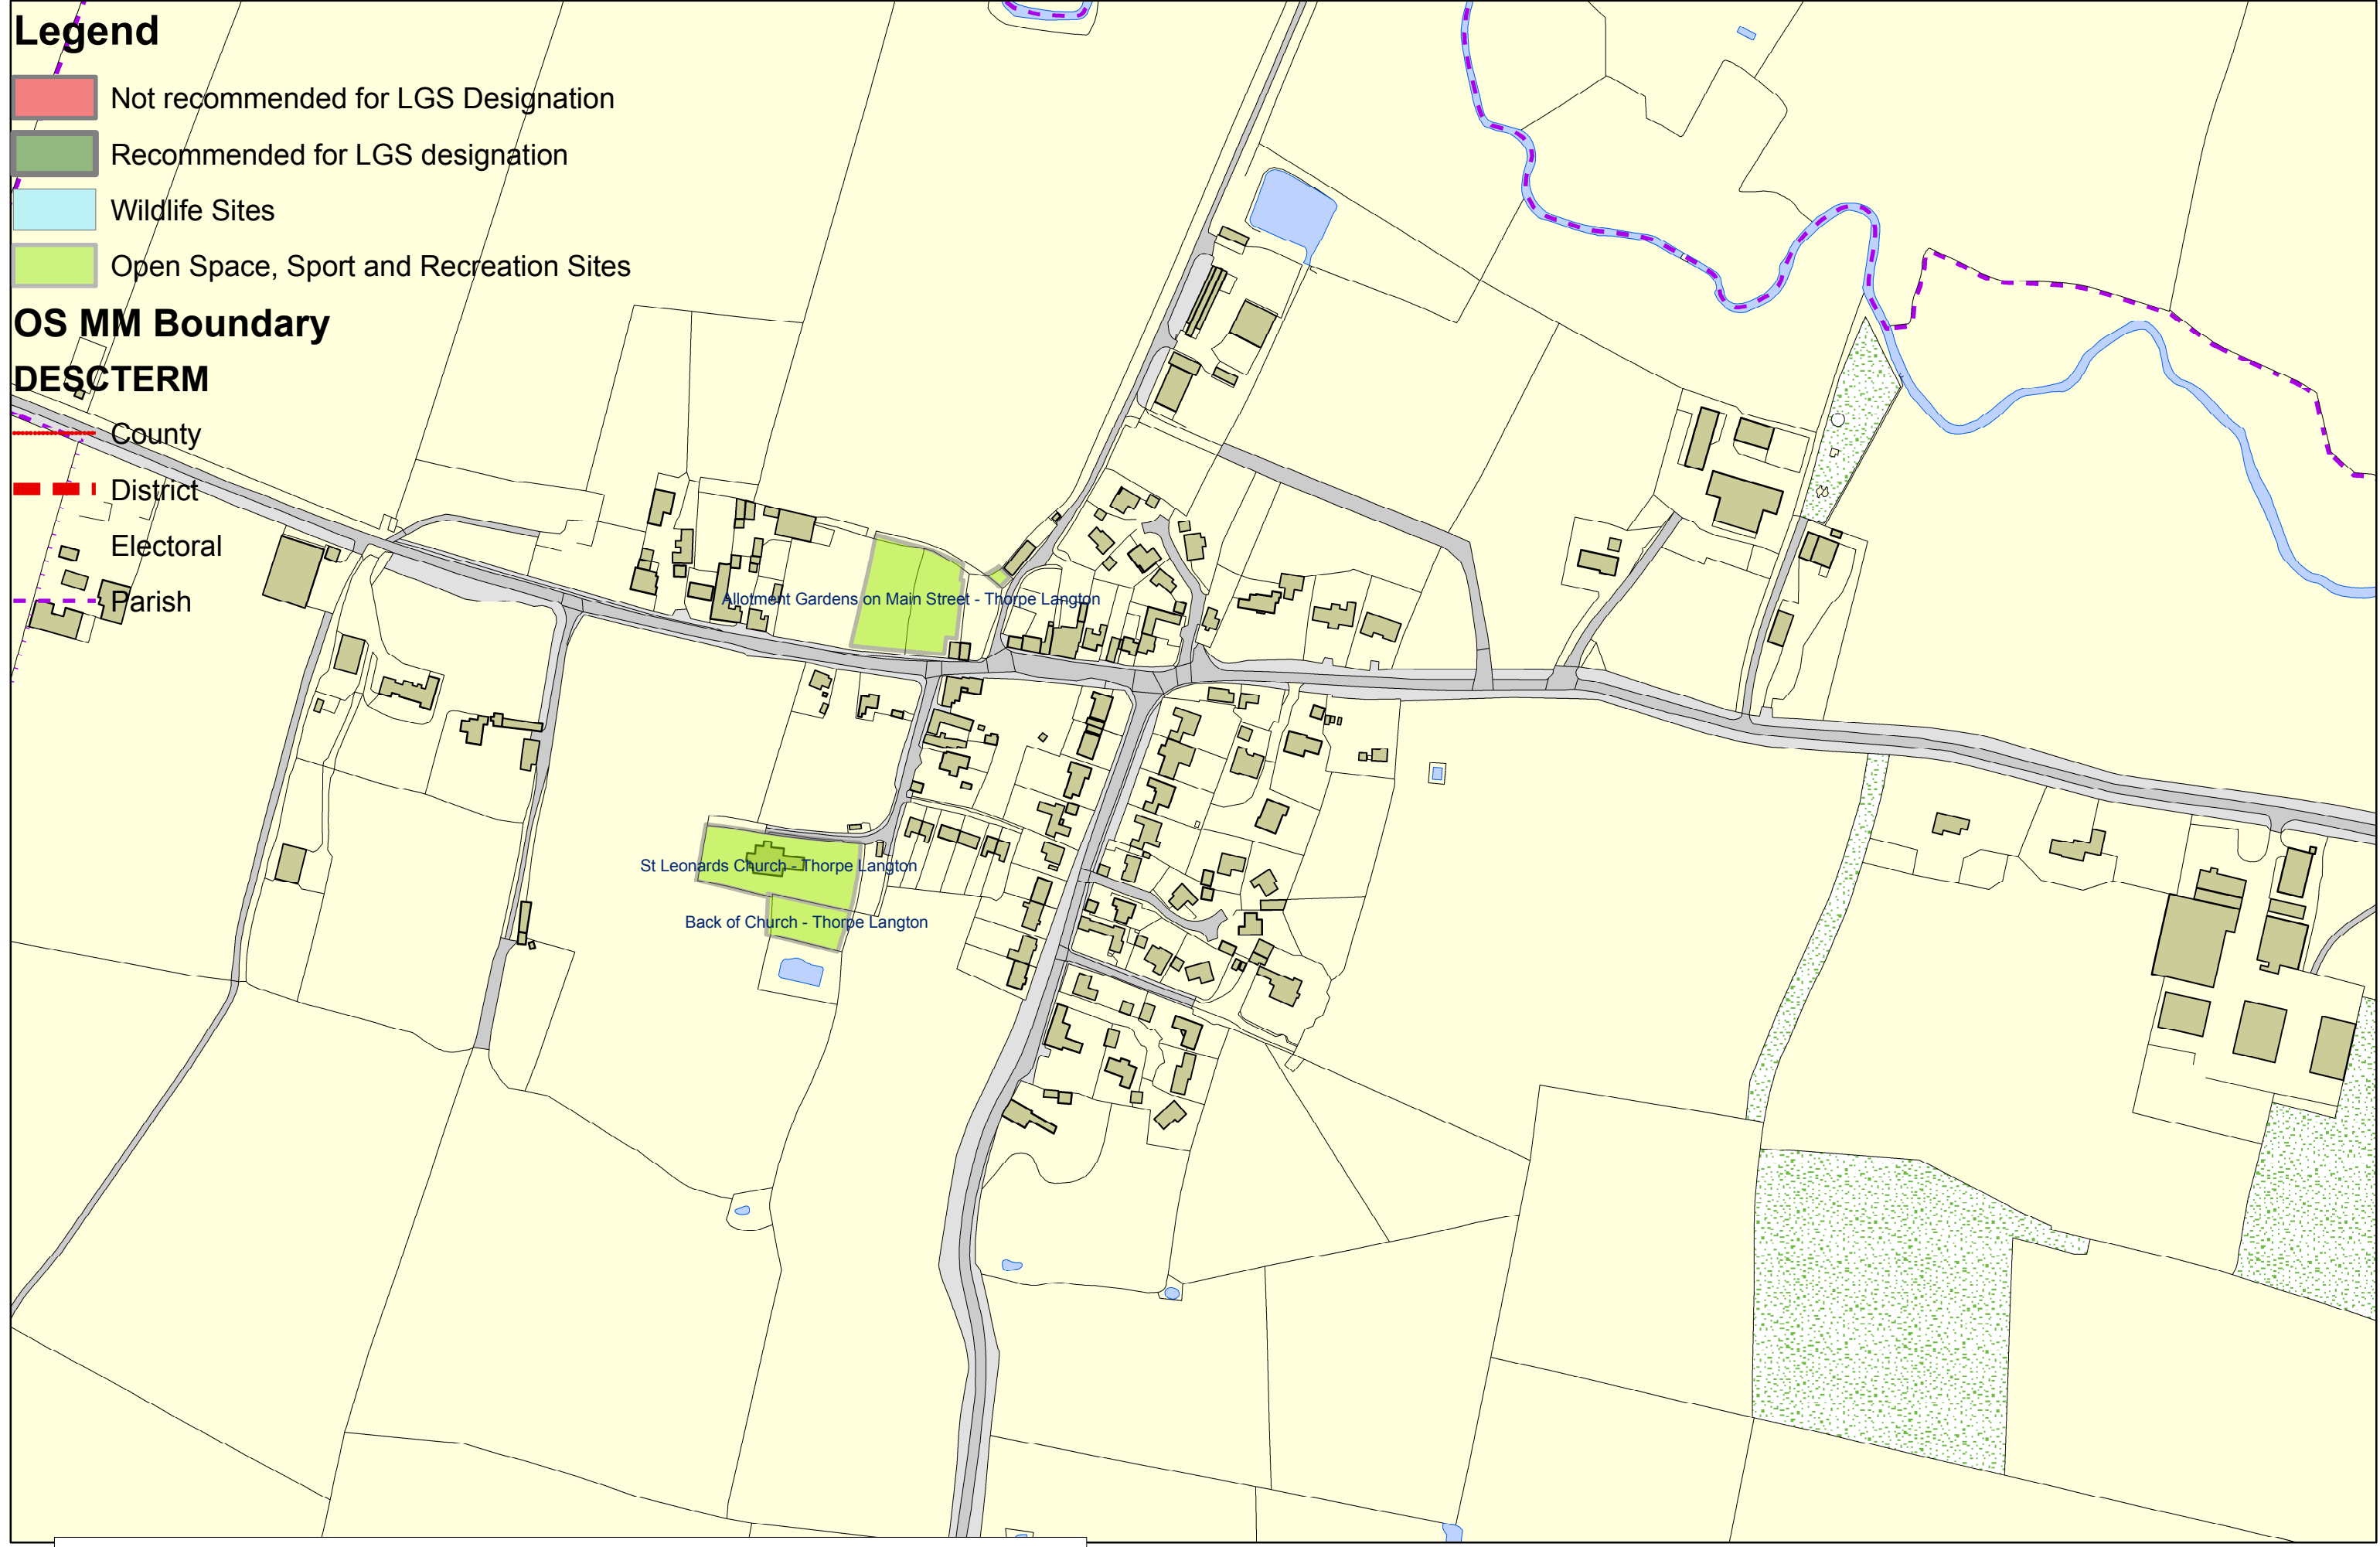 Legend
Not recommended for LGS Designation
Recommended for LGS designation
Wildlife Sites
Open Space, Sport and Recreation Sites
OS MM Boundary
DESCTERM
County
District
Electoral
Parish
Allotment Gardens on Main Street - Thorpe Langton
St Leonards Church - Thorpe Langton
Back of Church - Thorpe Langton